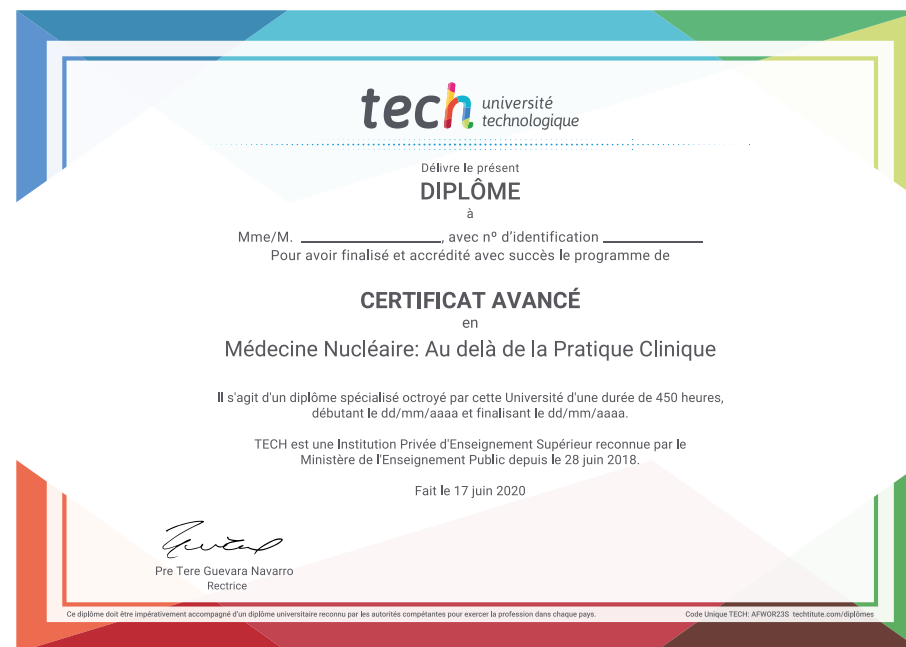 tech université
technologique
Délivre le présent
DIPLÔME
à
Mme/M. ____________________, avec nº d'identification ______________
Pour avoir finalisé et accrédité avec succès le programme de
CERTIFICAT AVANCÉ
en
Médecine Nucléaire: Au delà de la Pratique Clinique
Il s'agit d'un diplôme spécialisé octroyé par cette Université d'une durée de 450 heures,
débutant le dd/mm/aaaa et finalisant le dd/mm/aaaa.
TECH est une Institution Privée d'Enseignement Supérieur reconnue par le
Ministère de l'Enseignement Public depuis le 28 juin 2018.
Fait le 17 juin 2020
Pre Tere Guevara Navarro
Rectrice
Ce diplôme doit être impérativement accompagné d'un diplôme universitaire reconnu par les autorités compétantes pour exercer la profession dans chaque pays.
Code Unique TECH: AFWOR23S techtitute.com/diplômes